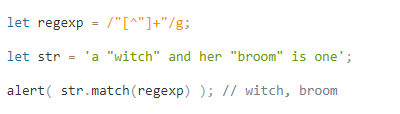 let regexp = /"[^"]+"/g;
let str = 'a "witch" and her "broom" is one';
alert( str.match(regexp) ); // witch, broom